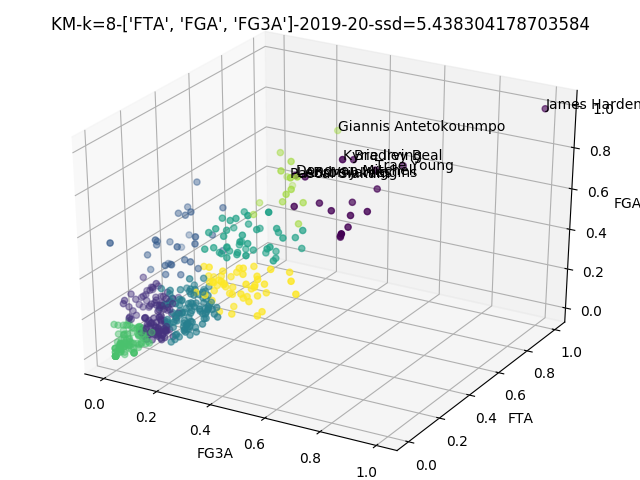 KM-k=8-['FTA', 'FGA', 'FG3A']-2019-20-ssd=5.438304178703584
James Harden
Giannis Antetokounmpo
Bradley Beal
Trae Young
1.0
0.8
0.6
FGA
0.4
0.2
0.0
0.0
0.2
0.4
0.6
0.8
1.0
FG3A
0.0
0.2
0.4
0.6
0.8
1.0
FTA